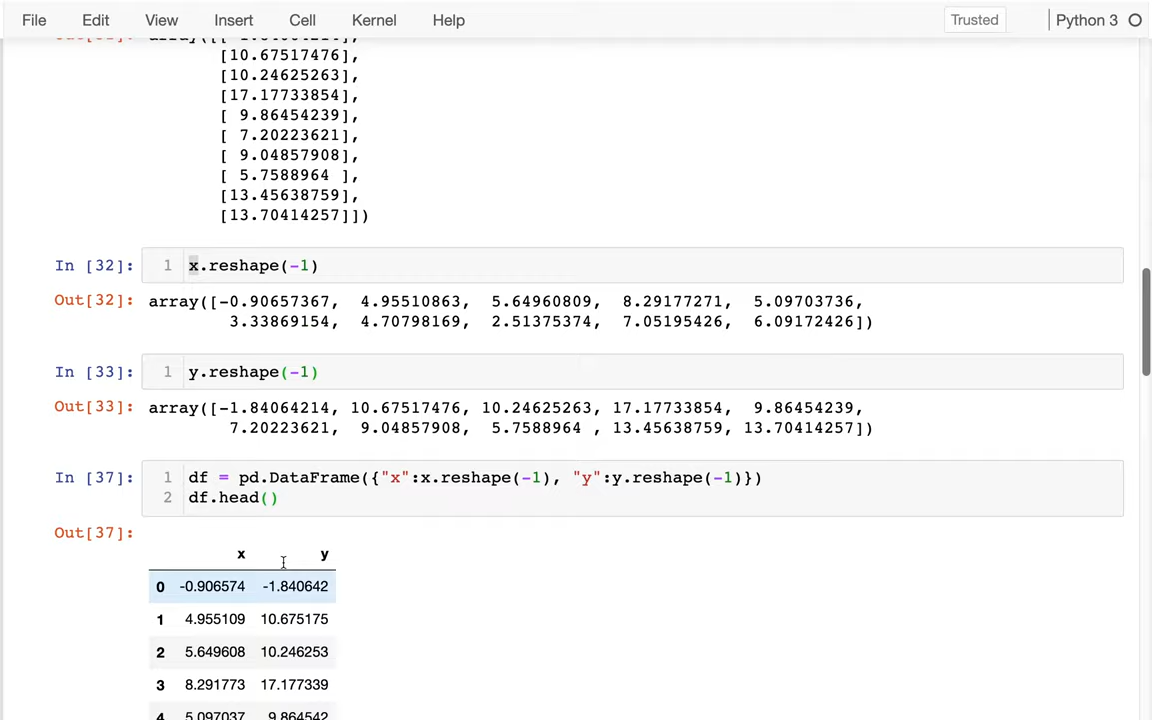 File Edit View Insert Cell Kernel Help Trusted Python 3
[10.67517476],
[10.24625263],
[17.17733854],
[ 9.86454239],
[ 7.20223621],
[ 9.04857908],
[ 5.7588964 ],
[13.45638759],
[13.70414257]])
In [32]: 1 x.reshape(-1)
Out[32]: array([-0.90657367, 4.95510863, 5.64960809, 8.29177271, 5.09703736,
3.33869154, 4.70798169, 2.51375374, 7.05195426, 6.09172426])
In [33]: 1 y.reshape(-1)
Out[33]: array([-1.84064214, 10.67517476, 10.24625263, 17.17733854, 9.86454239,
7.20223621, 9.04857908, 5.7588964 , 13.45638759, 13.70414257])
In [37]: 1 df = pd.DataFrame({"x":x.reshape(-1), "y":y.reshape(-1)})
2 df.head()
Out[37]:
x y
0 -0.906574 -1.840642
1 4.955109 10.675175
2 5.649608 10.246253
3 8.291773 17.177339
4 5.097037 9.864542